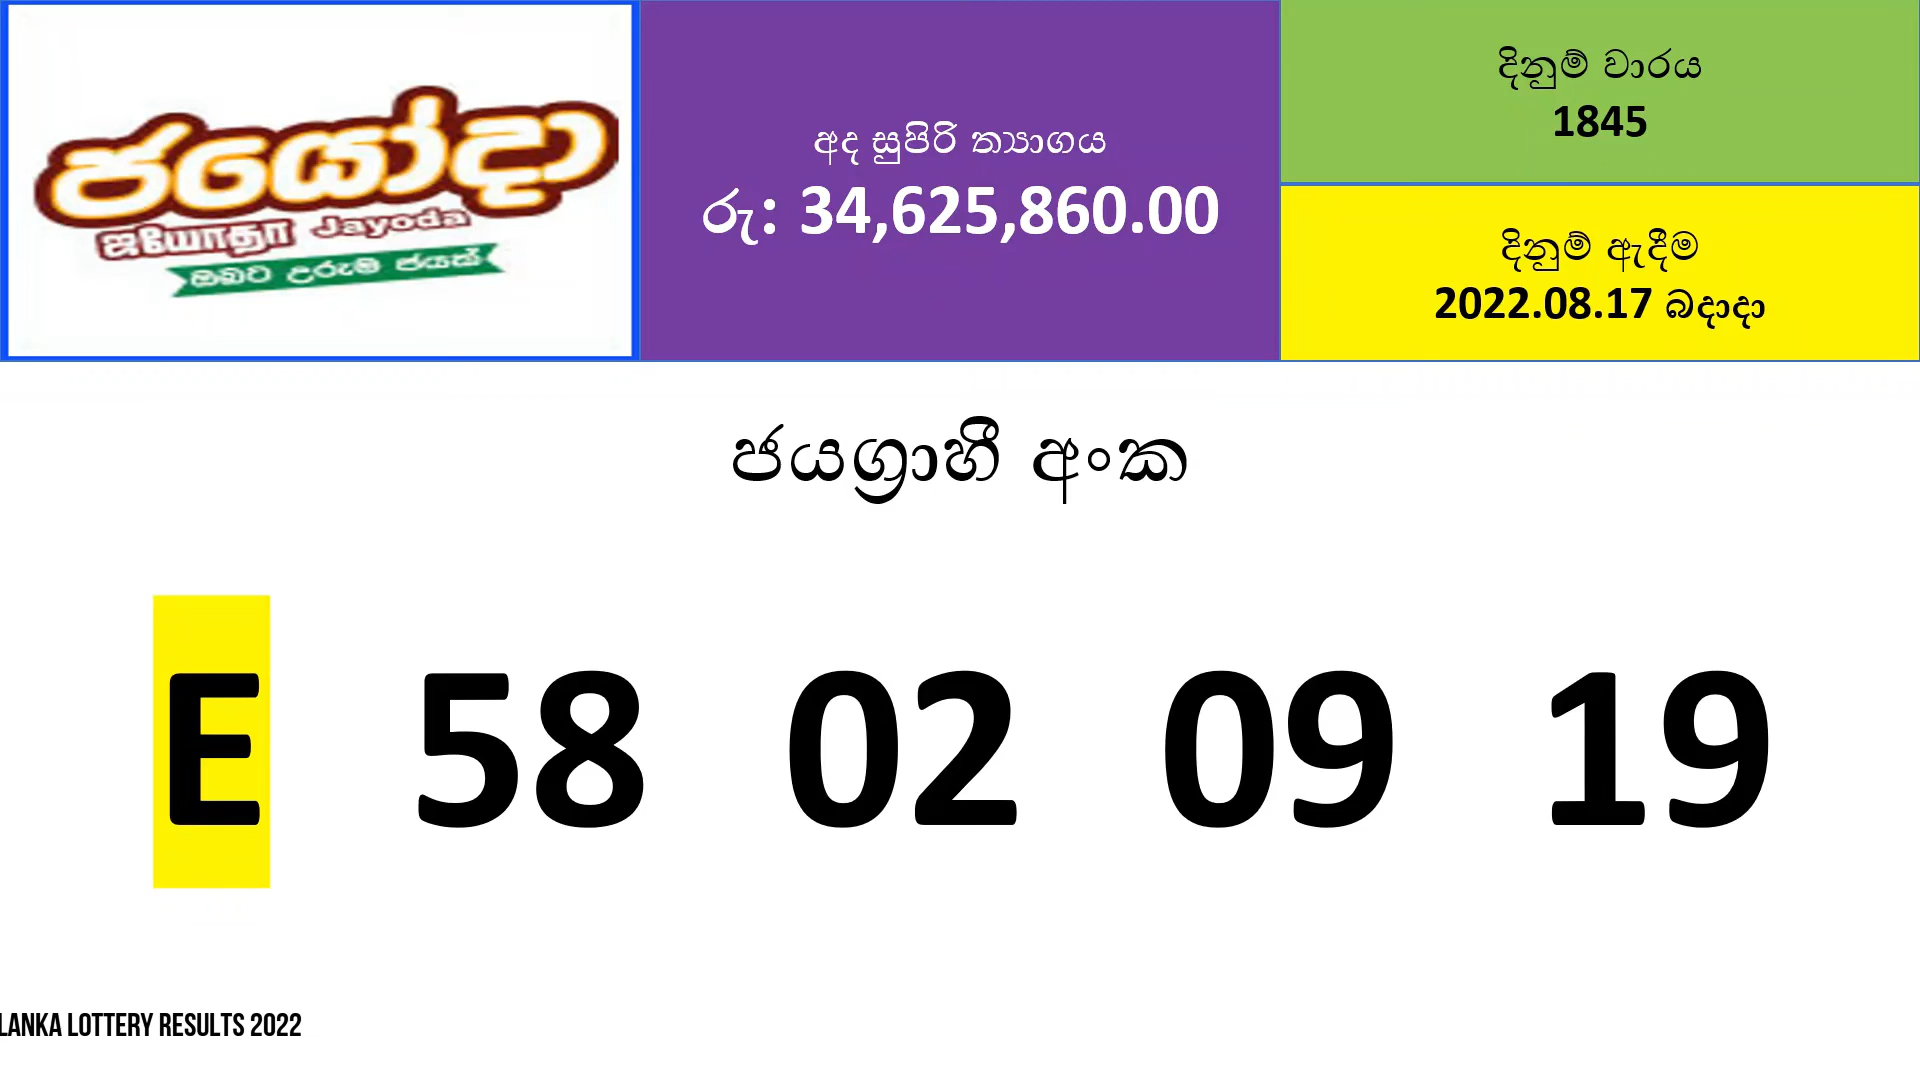 ජයෝදා
ஜயோதா Jayoda
ඔබට උරුම ජයක්
අද සුපිරි ත්‍යාගය
රු: 34,625,860.00
දිනුම් වාරය
1845
දිනුම් ඇදීම
2022.08.17 බදාදා
ජයග්‍රාහී අංක
E 58 02 09 19
LANKA LOTTERY RESULTS 2022